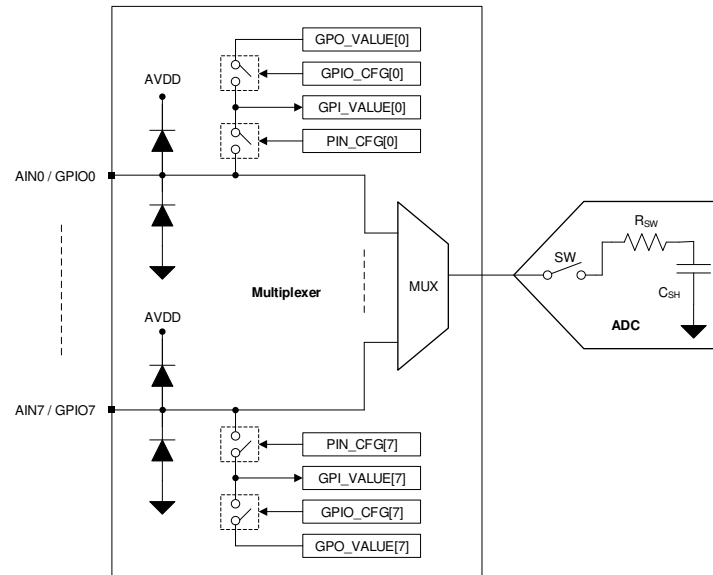 GPO_VALUE[0]
AVDD
GPIO_CFG[0]
GPI_VALUE[0]
PIN_CFG[0]
AIN0 / GPIO0
RSW
SW
MUX
Multiplexer
CSH
ADC
AVDD
AIN7 / GPIO7
PIN_CFG[7]
GPI_VALUE[7]
GPIO_CFG[7]
GPO_VALUE[7]